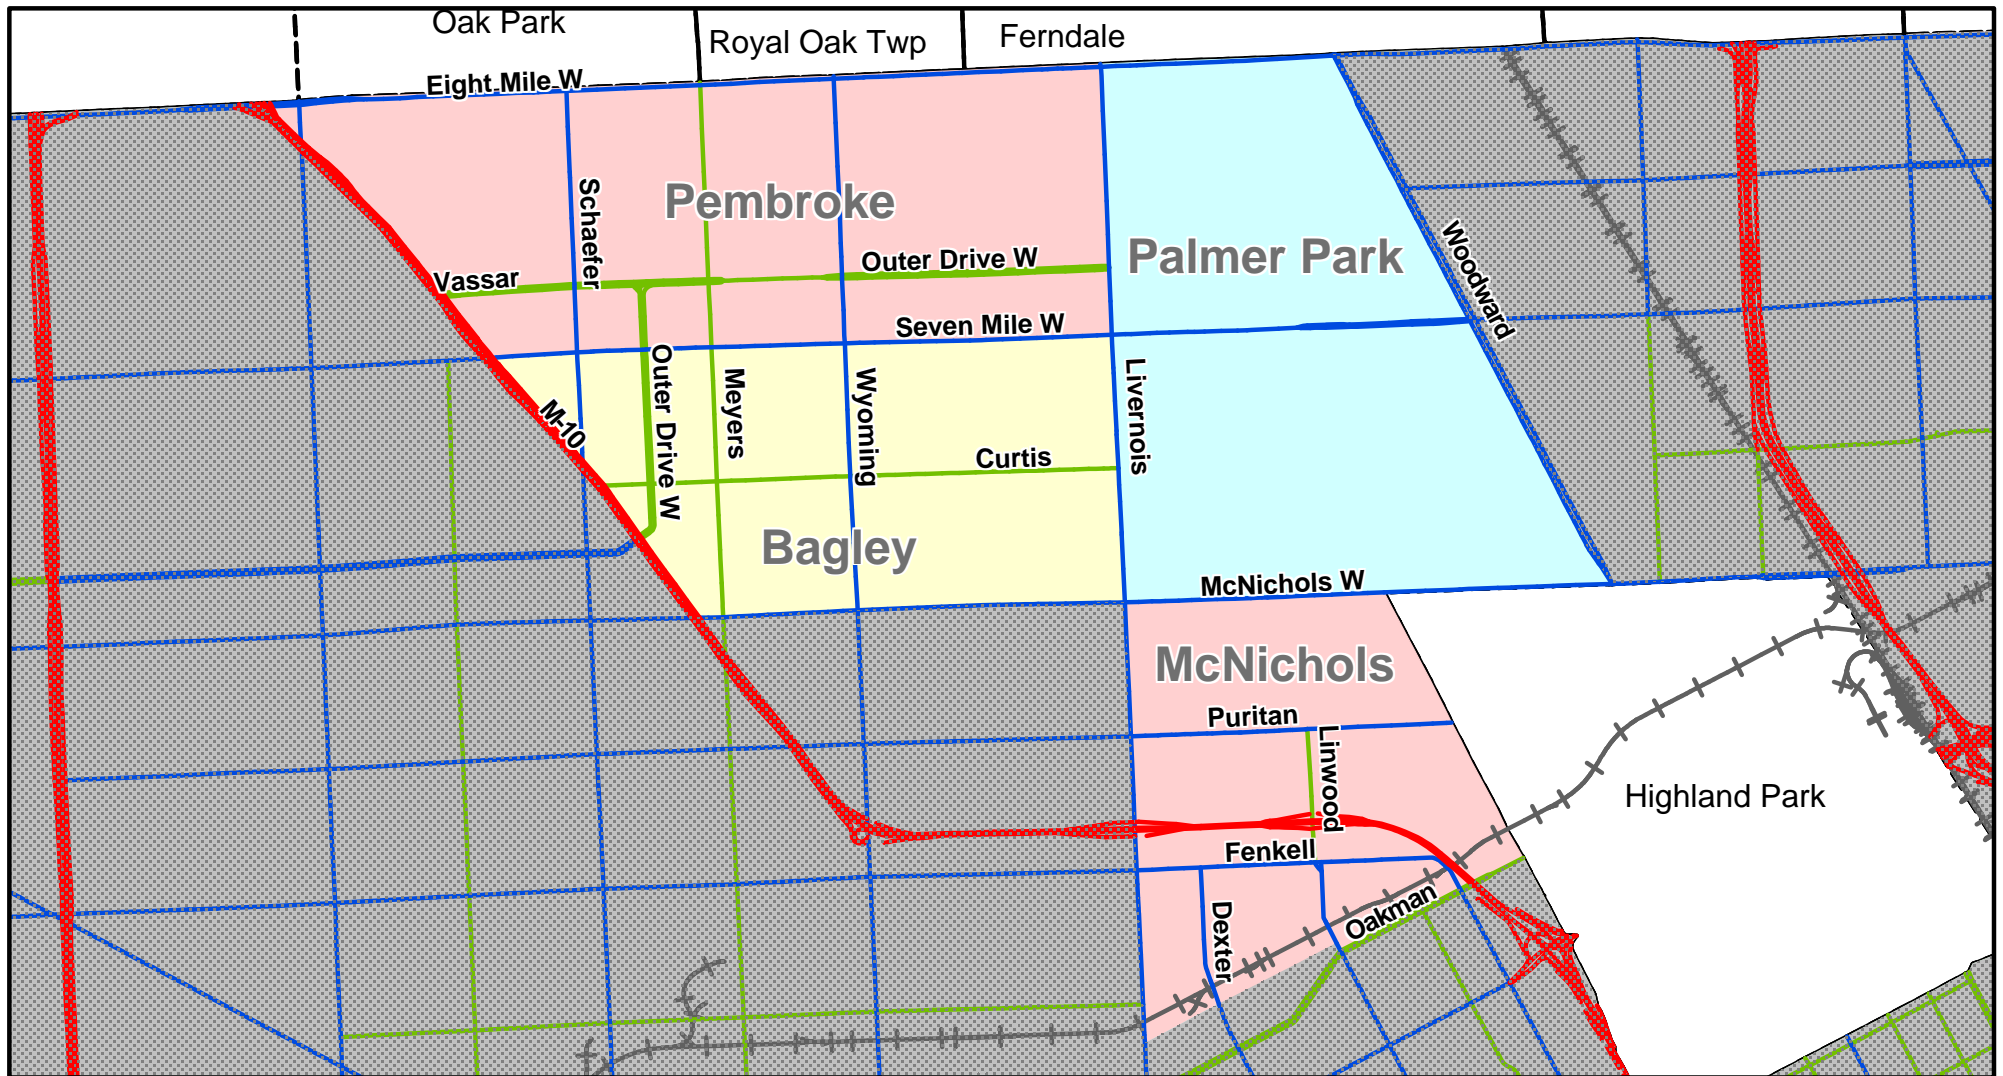 Oak Park
Royal Oak Twp
Ferndale
Eight Mile W
Schaefer
Pembroke
Outer Drive W
Palmer Park
Woodward
Vassar
Seven Mile W
Outer Drive W
Meyers
Wyoming
Livernois
M-10
Curtis
Bagley
McNichols W
McNichols
Puritan
Linwood
Highland Park
Fenkell
Dexter
Oakman